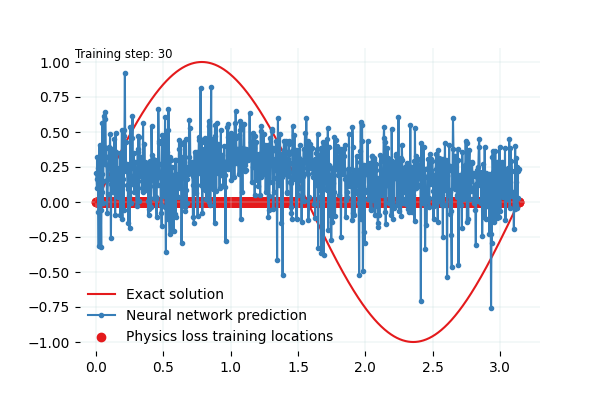 Training step: 30
1.00
0.75
0.50
0.25
0.00
−0.25
−0.50
−0.75
−1.00
Exact solution
Neural network prediction
Physics loss training locations
0.0 0.5 1.0 1.5 2.0 2.5 3.0